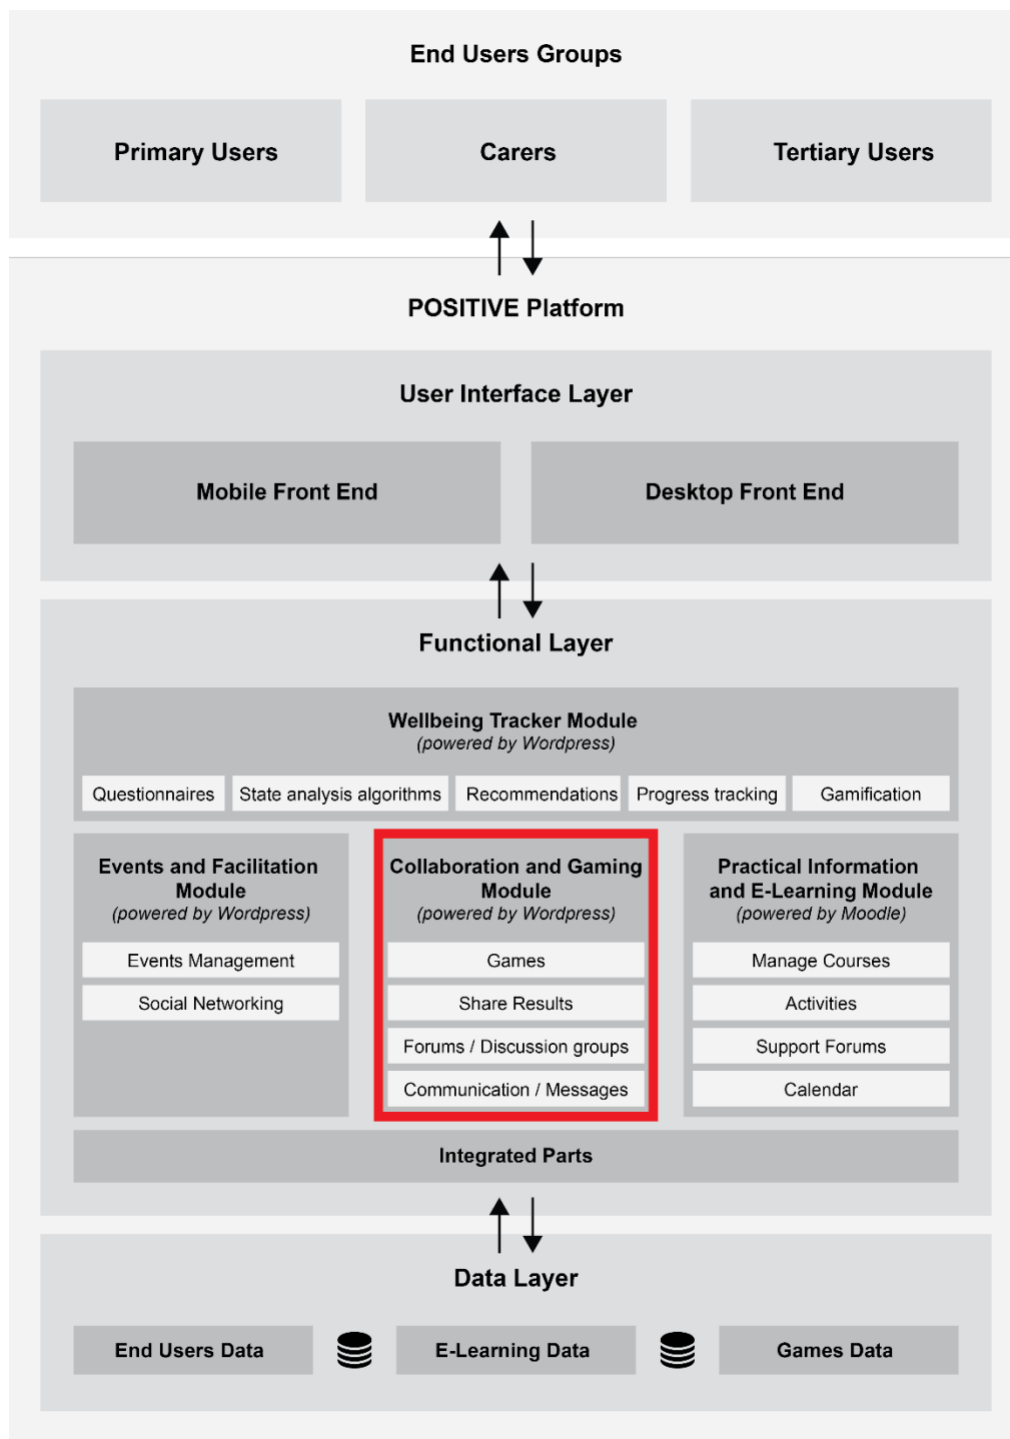 End Users Groups
Primary Users
Carers
Tertiary Users
POSITIVE Platform
User Interface Layer
Mobile Front End
Desktop Front End
Functional Layer
Wellbeing Tracker Module
(powered by Wordpress)
Questionnaires
State analysis algorithms
Recommendations
Progress tracking
Gamification
Events and Facilitation
Module
(powered by Wordpress)
Events Management
Social Networking
Collaboration and Gaming
Module
(powered by Wordpress)
Games
Share Results
Forums / Discussion groups
Communication / Messages
Practical Information
and E-Learning Module
(powered by Moodle)
Manage Courses
Activities
Support Forums
Calendar
Integrated Parts
Data Layer
End Users Data
E-Learning Data
Games Data